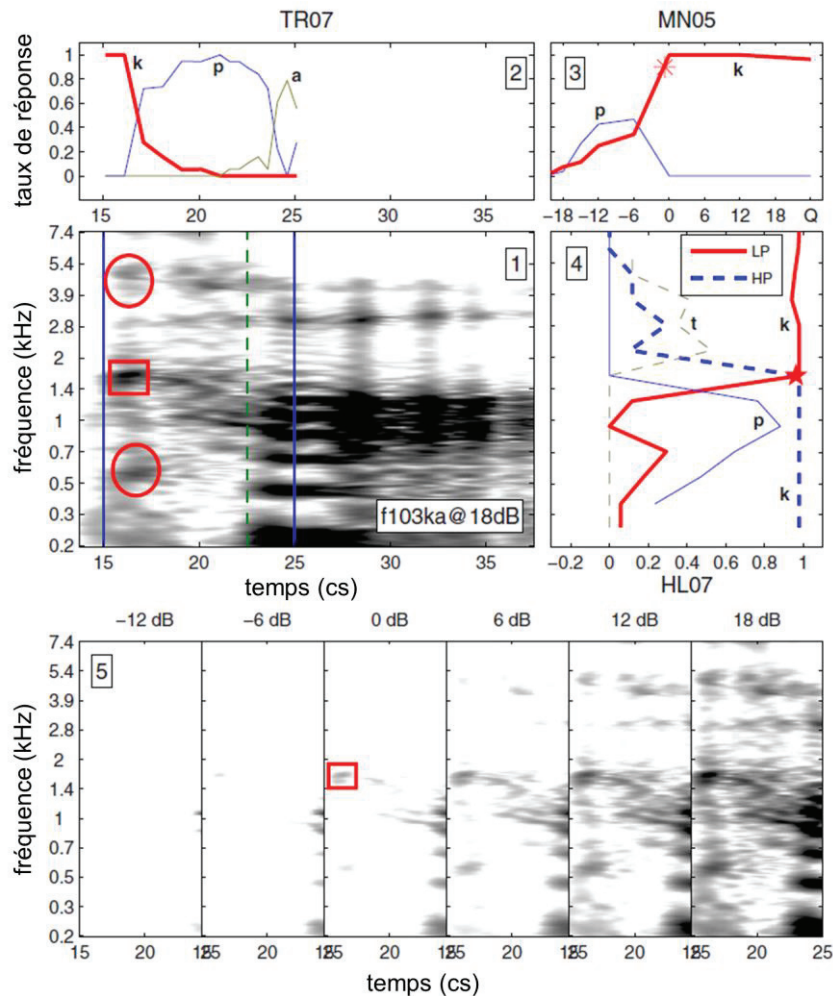 TR07 MN05
taux de réponse
1
0.8
0.6
0.4
0.2
0
k p a 2
15 20 25 30 35
3
p k
−18 −12 −6 0 6 12 Q
fréquence (kHz)
7.4
5.4
3.9
2.8
2
1.4
1
0.7
0.5
0.3
0.2
1
f103ka@18dB
15 20 25 30 35
temps (cs)
4
LP
HP
t k
p
k
−0.2 0 0.2 0.4 0.6 0.8 1
HL07
−12 dB −6 dB 0 dB 6 dB 12 dB 18 dB
fréquence (kHz)
7.4
5.4
3.9
2.8
2
1.4
1
0.7
0.5
0.3
0.2
5
15 20 20 20 20 20 20 25
temps (cs)